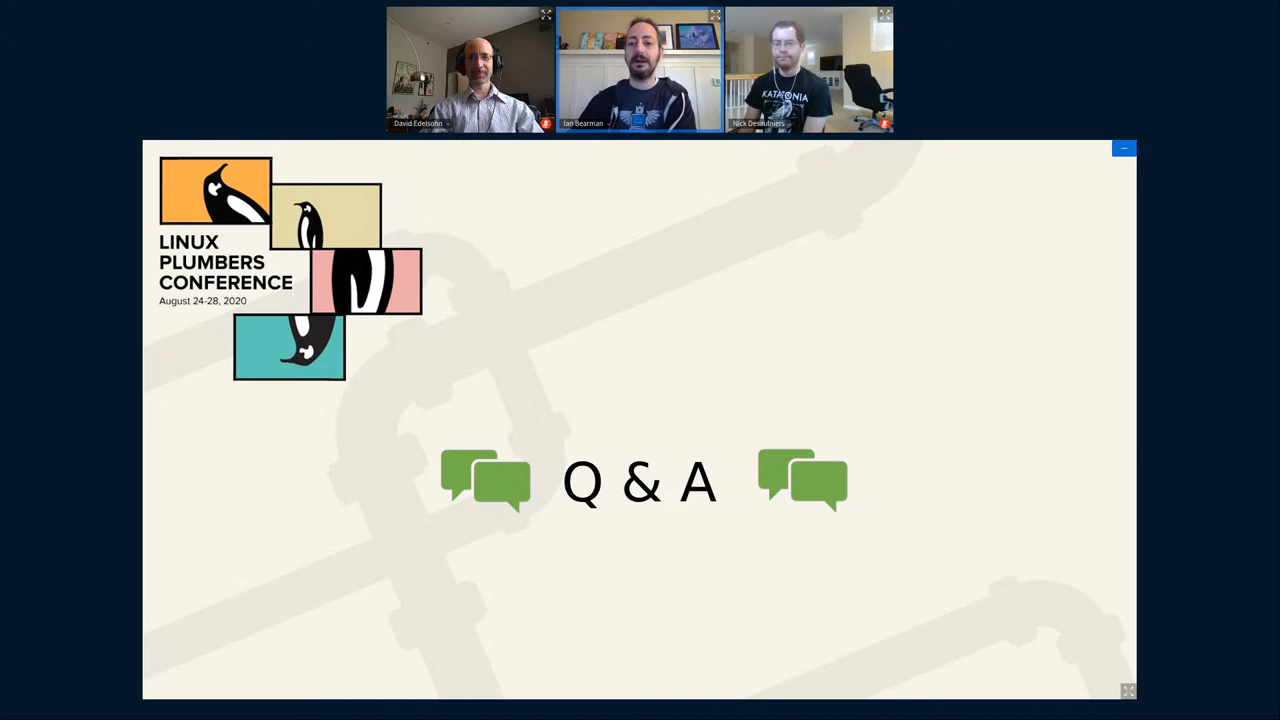 David Edelsohn
Ian Bearman
Nick Desaulniers
KATATONIA
LINUX
PLUMBERS
CONFERENCE
August 24-28, 2020
Q & A